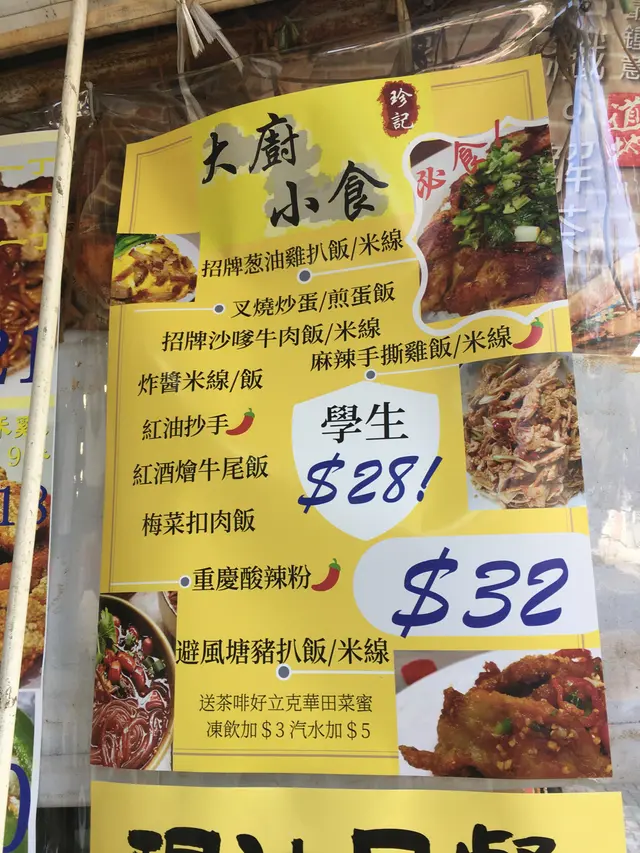 珍記
大廚
小食
必食!
招牌葱油雞扒飯/米線
叉燒炒蛋/煎蛋飯
招牌沙嗲牛肉飯/米線
麻辣手撕雞飯/米線
炸醬米線/飯
紅油抄手
紅酒燴牛尾飯
梅菜扣肉飯
學生
$28!
重慶酸辣粉
$32
避風塘豬扒飯/米線
送茶啡好立克華田菜蜜
凍飲加$3汽水加$5